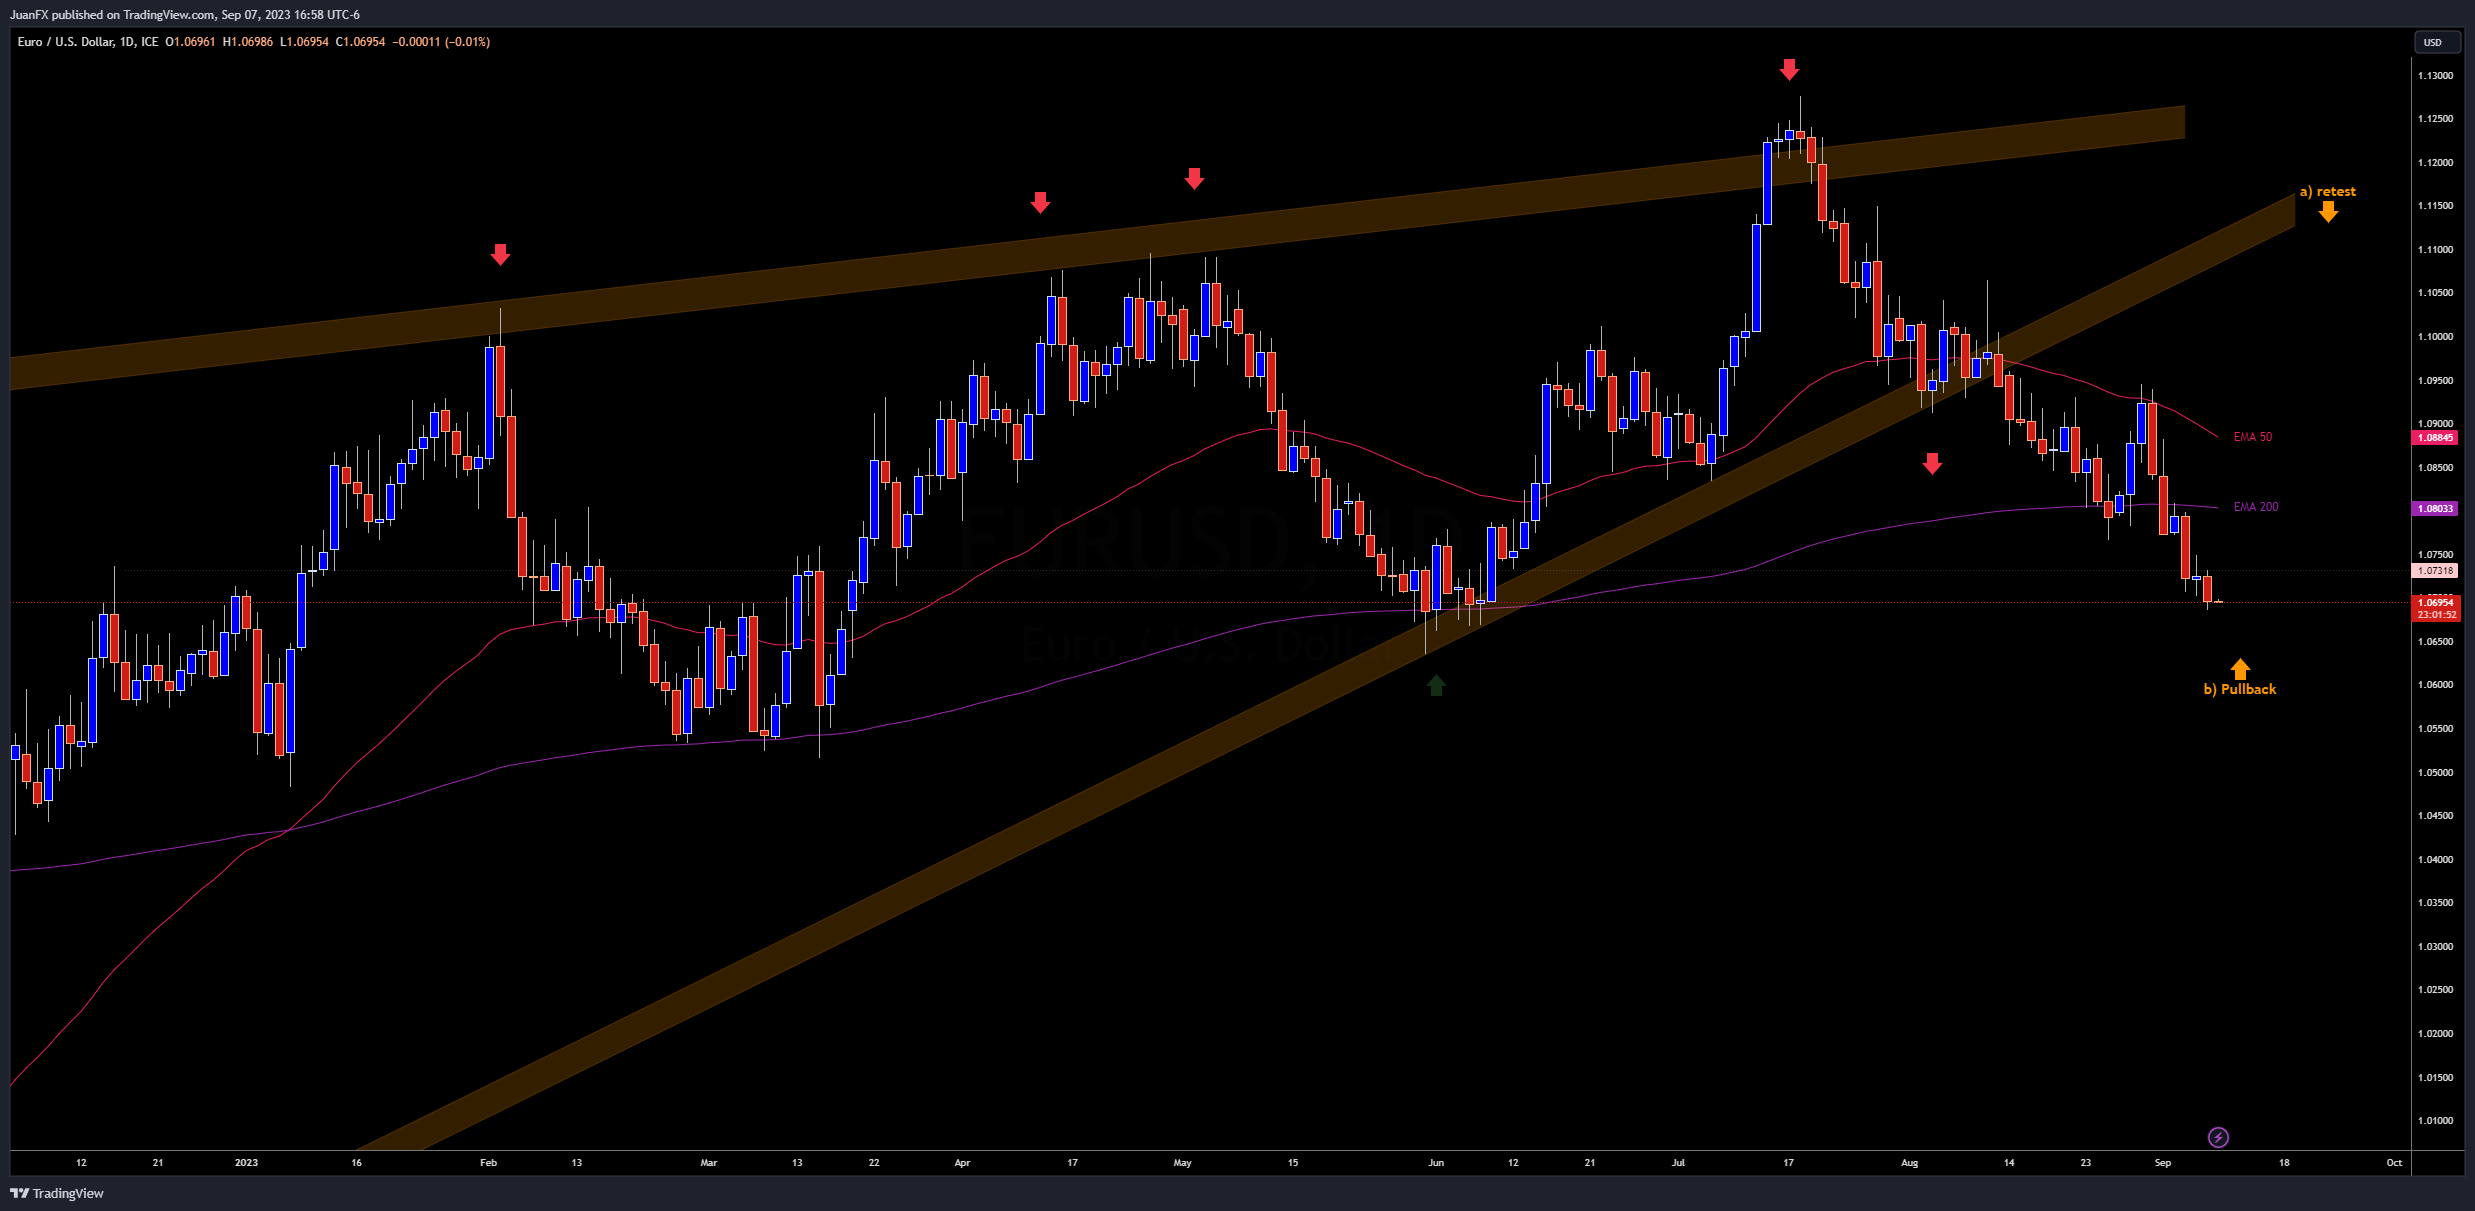 JuanFX published on TradingView.com, Sep 07, 2023 16:58 UTC-6
Euro / U.S. Dollar, 1D, ICE O1.06961 H1.06986 L1.06954 C1.06954 −0.00011 (−0.01%)
USD
1.13000
1.12500
1.12000
a) retest
1.11500
1.11000
1.10500
1.10000
1.09500
1.09000
EMA 50
1.08845
1.08500
EMA 200
1.08033
EURUSD, 1D
1.07500
1.07318
1.06954
23:01:52
Euro / U.S. Dollar
1.06500
1.06000
b) Pullback
1.05500
1.05000
1.04500
1.04000
1.03500
1.03000
1.02500
1.02000
1.01500
1.01000
12 21 2023 16 Feb 13 Mar 13 22 Apr 17 May 15 Jun 12 21 Jul 17 Aug 14 23 Sep 18 Oct
TradingView